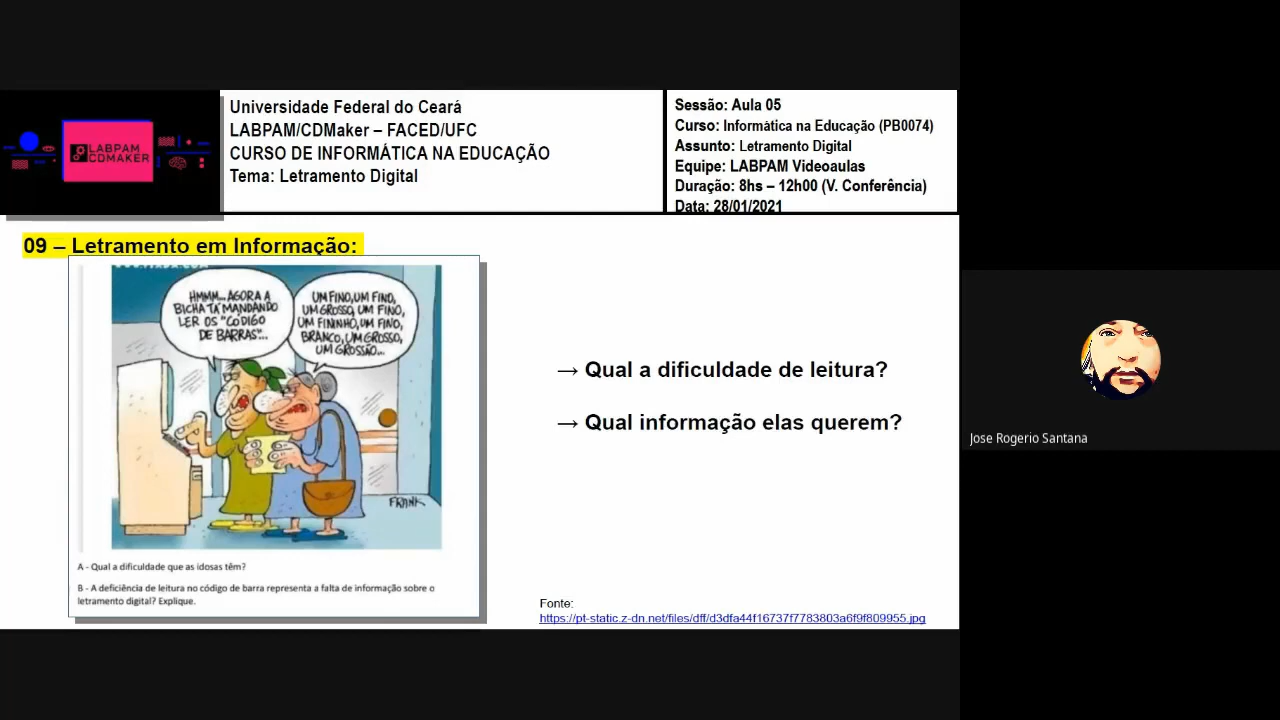 LABPAM
CDMAKER
Universidade Federal do Ceará
LABPAM/CDMaker – FACED/UFC
CURSO DE INFORMÁTICA NA EDUCAÇÃO
Tema: Letramento Digital
Sessão: Aula 05
Curso: Informática na Educação (PB0074)
Assunto: Letramento Digital
Equipe: LABPAM Videoaulas
Duração: 8hs – 12h00 (V. Conferência)
Data: 28/01/2021
09 – Letramento em Informação:
HMMM...AGORA A
BICHA TÁ MANDANDO
LER OS "CÓDIGO
DE BARRAS"...
UM FINO, UM FINO,
UM GROSSO, UM FINO,
UM FININHO, UM FINO,
BRANCO, UM GROSSO,
UM GROSSÃO...
FRANK
A - Qual a dificuldade que as idosas têm?
B - A deficiência de leitura no código de barra representa a falta de informação sobre o
letramento digital? Explique.
→ Qual a dificuldade de leitura?
→ Qual informação elas querem?
Fonte:
https://pt-static.z-dn.net/files/dff/d3dfa44f16737f7783803a6f9f809955.jpg
Jose Rogerio Santana